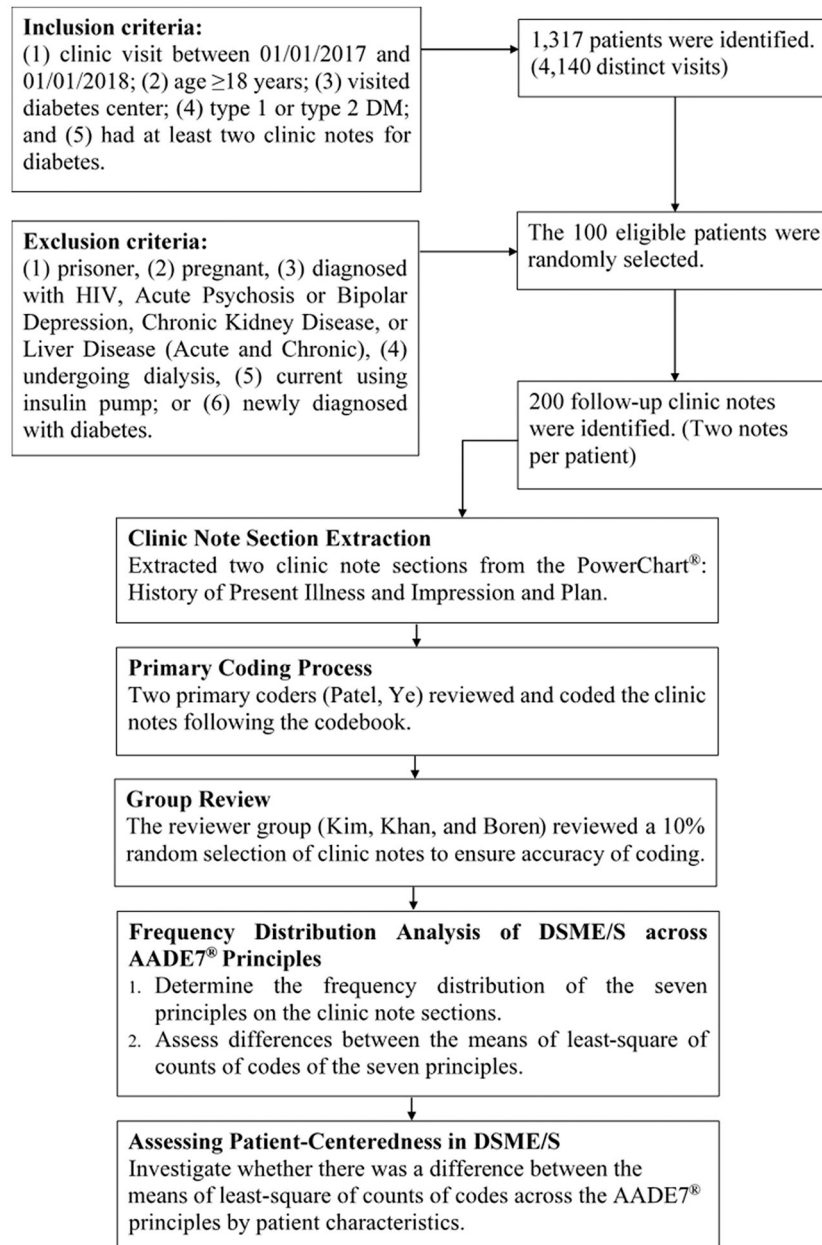 Inclusion criteria:
(1) clinic visit between 01/01/2017 and
01/01/2018; (2) age ≥18 years; (3) visited
diabetes center; (4) type 1 or type 2 DM;
and (5) had at least two clinic notes for
diabetes.
1,317 patients were identified.
(4,140 distinct visits)
Exclusion criteria:
(1) prisoner, (2) pregnant, (3) diagnosed
with HIV, Acute Psychosis or Bipolar
Depression, Chronic Kidney Disease, or
Liver Disease (Acute and Chronic), (4)
undergoing dialysis, (5) current using
insulin pump; or (6) newly diagnosed
with diabetes.
The 100 eligible patients were
randomly selected.
200 follow-up clinic notes
were identified. (Two notes
per patient)
Clinic Note Section Extraction
Extracted two clinic note sections from the PowerChart®:
History of Present Illness and Impression and Plan.
Primary Coding Process
Two primary coders (Patel, Ye) reviewed and coded the clinic
notes following the codebook.
Group Review
The reviewer group (Kim, Khan, and Boren) reviewed a 10%
random selection of clinic notes to ensure accuracy of coding.
Frequency Distribution Analysis of DSME/S across
AADE7® Principles
1. Determine the frequency distribution of the seven
principles on the clinic note sections.
2. Assess differences between the means of least-square of
counts of codes of the seven principles.
Assessing Patient-Centeredness in DSME/S
Investigate whether there was a difference between the
means of least-square of counts of codes across the AADE7®
principles by patient characteristics.